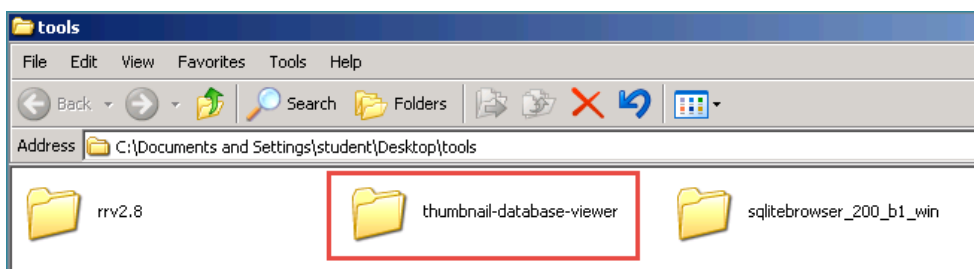 tools
File Edit View Favorites Tools Help
Back Search Folders
Address C:\Documents and Settings\student\Desktop\tools
rrv2.8 thumbnail-database-viewer sqlitebrowser_200_b1_win